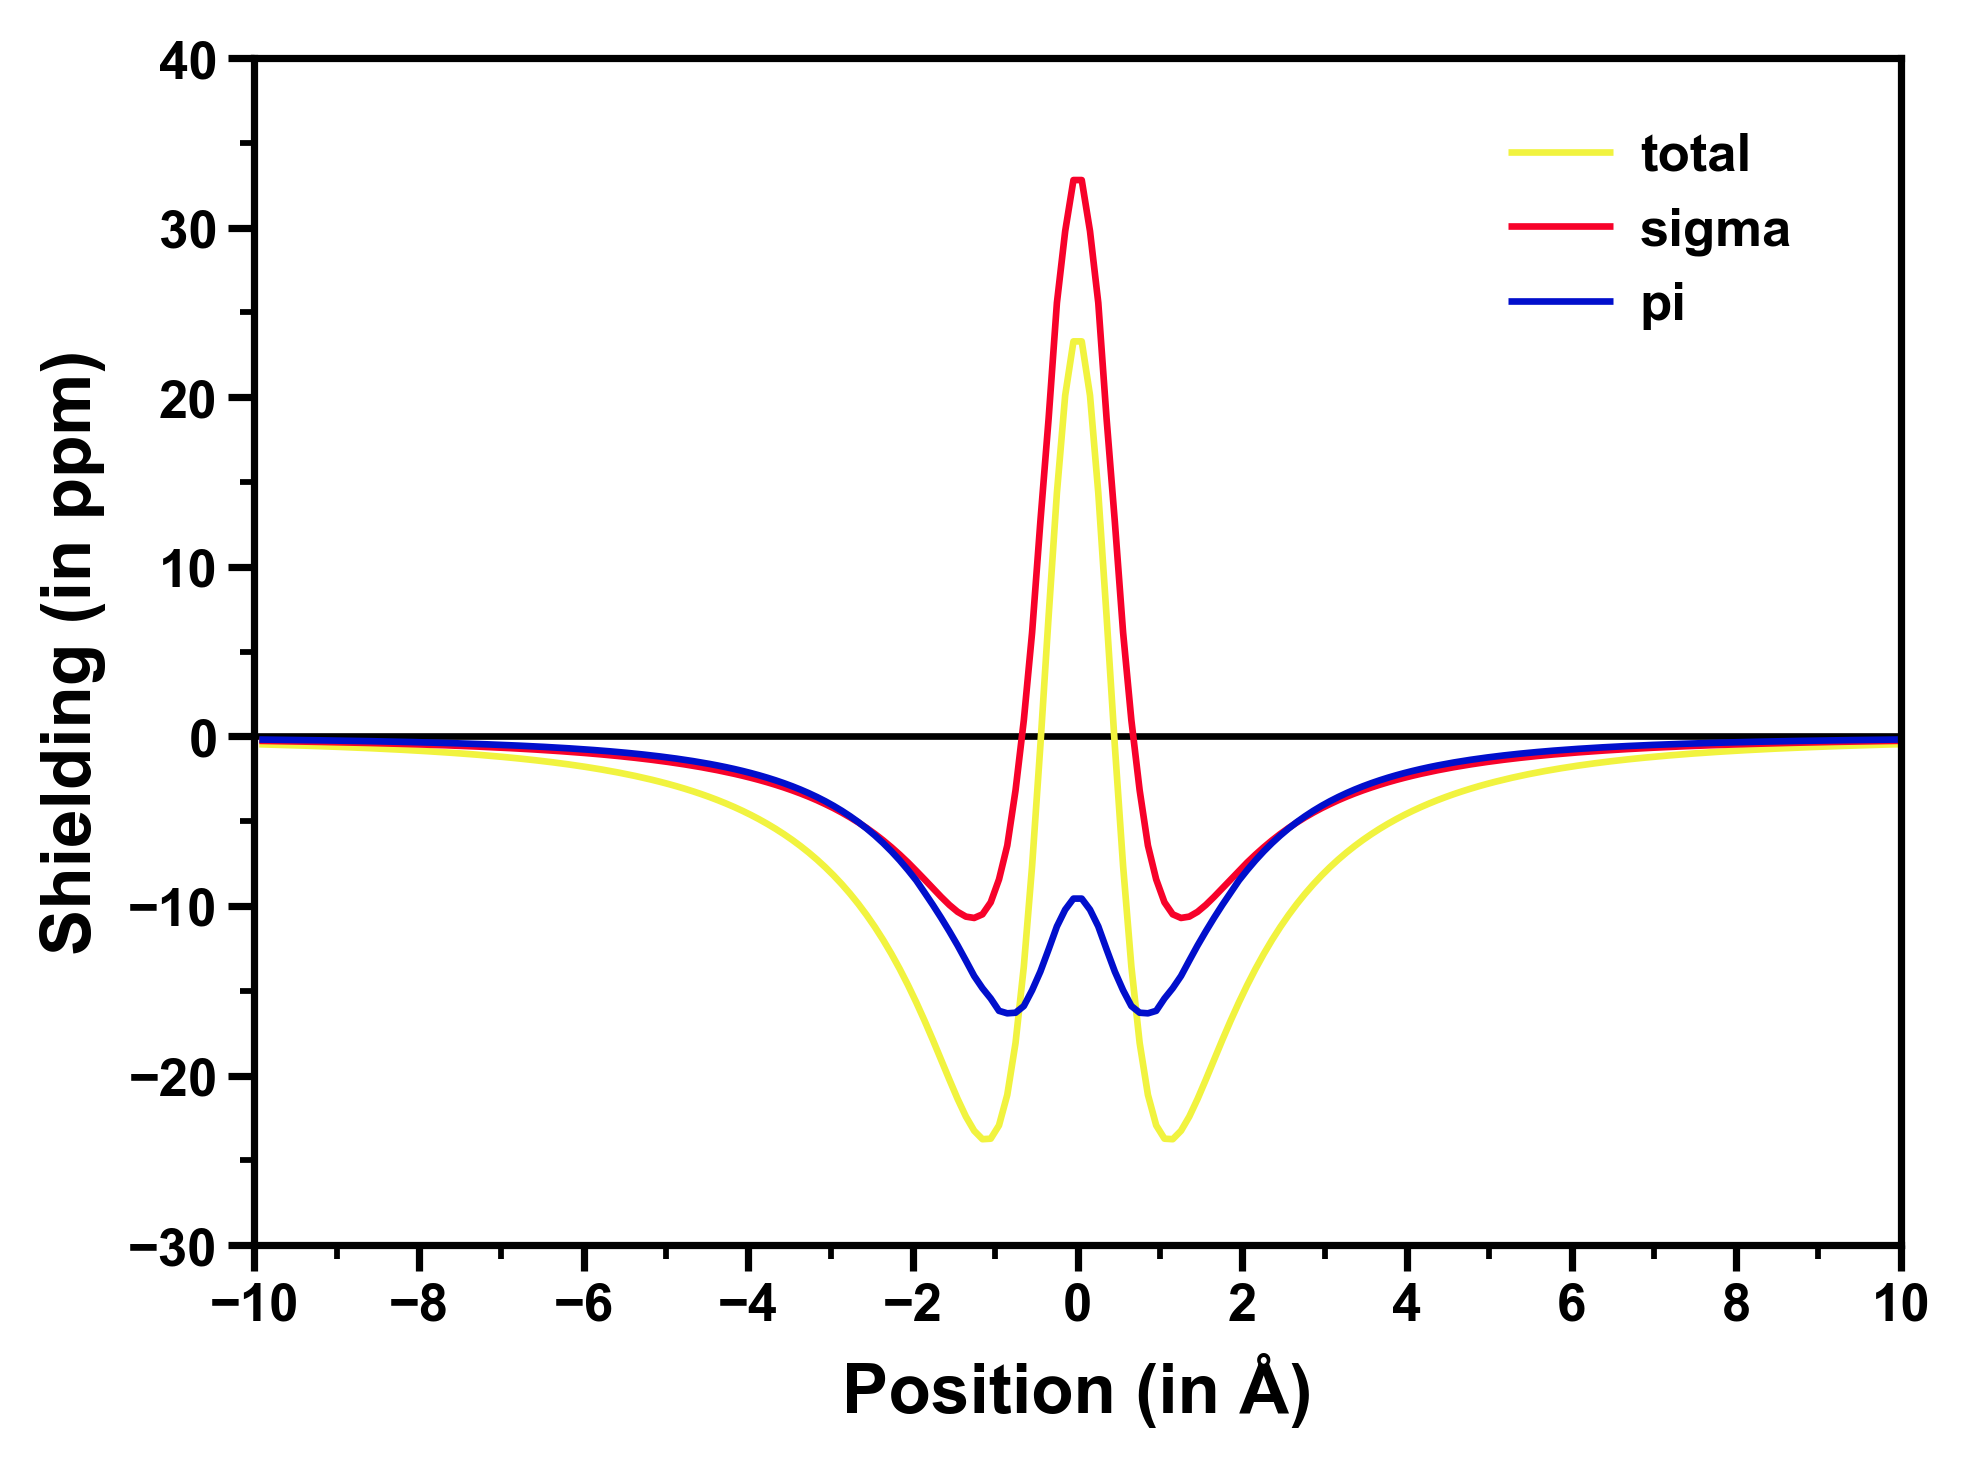 40
30
20
10
0
−10
−20
−30
Shielding (in ppm)
total
sigma
pi
−10 −8 −6 −4 −2 0 2 4 6 8 10
Position (in Å)